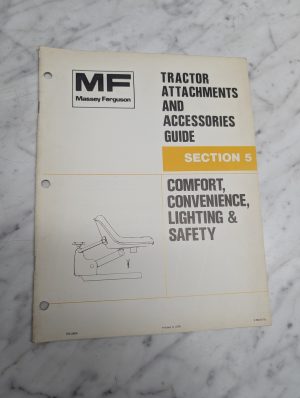 MF
Massey Ferguson
TRACTOR
ATTACHMENTS
AND
ACCESSORIES
GUIDE
SECTION 5
COMFORT,
CONVENIENCE,
LIGHTING &
SAFETY